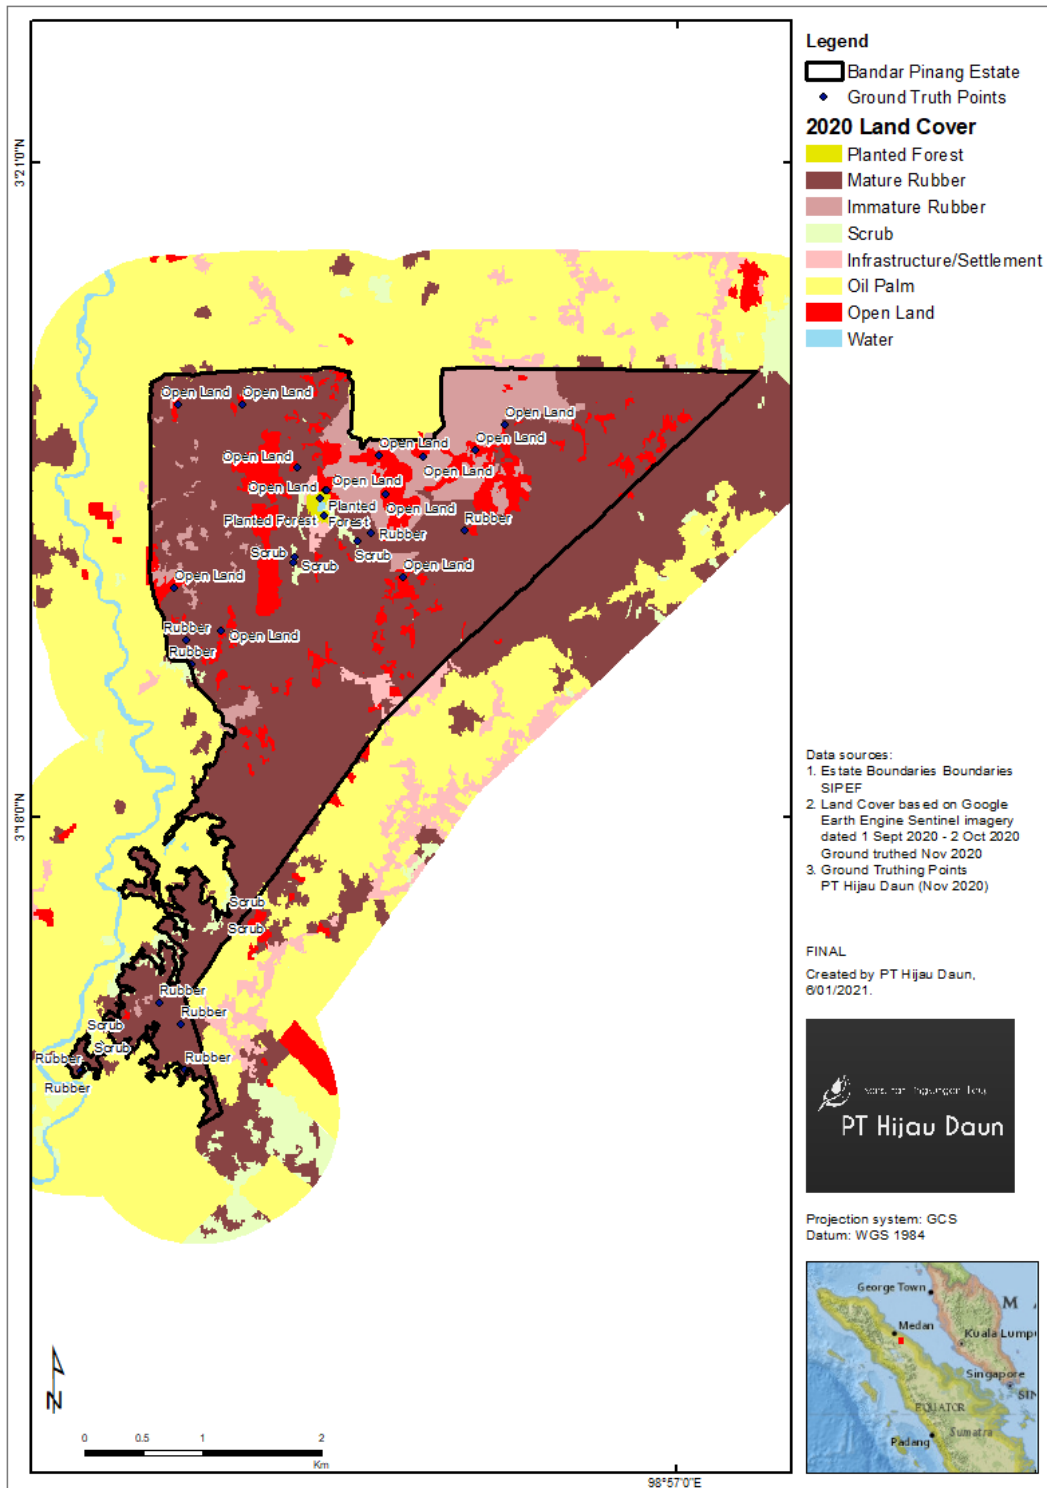 Legend
Bandar Pinang Estate
Ground Truth Points
2020 Land Cover
Planted Forest
Mature Rubber
Immature Rubber
Scrub
Infrastructure/Settlement
Oil Palm
Open Land
Water
3°21'0"N
3°18'0"N
98°57'0"E
Open Land
Open Land
Open Land
Open Land
Open Land
Open Land
Open Land
Open Land
Open Land
Open Land
Planted
Planted Forest
Forest
Rubber
Rubber
Scrub
Scrub
Scrub
Open Land
Open Land
Rubber
Open Land
Rubber
Scrub
Scrub
Rubber
Rubber
Scrub
Scrub
Rubber
Rubber
Rubber
Data sources:
1. Estate Boundaries Boundaries
SIPEF
2. Land Cover based on Google
Earth Engine Sentinel imagery
dated 1 Sept 2020 - 2 Oct 2020
Ground truthed Nov 2020
3. Ground Truthing Points
PT Hijau Daun (Nov 2020)
FINAL
Created by PT Hijau Daun,
6/01/2021.
PT Hijau Daun
Projection system: GCS
Datum: WGS 1984
George Town
M A
Medan
Kuala Lumpu
Singapore
SIN
EQUATOR
Sumatra
Padang
N
0 0.5 1 2
Km